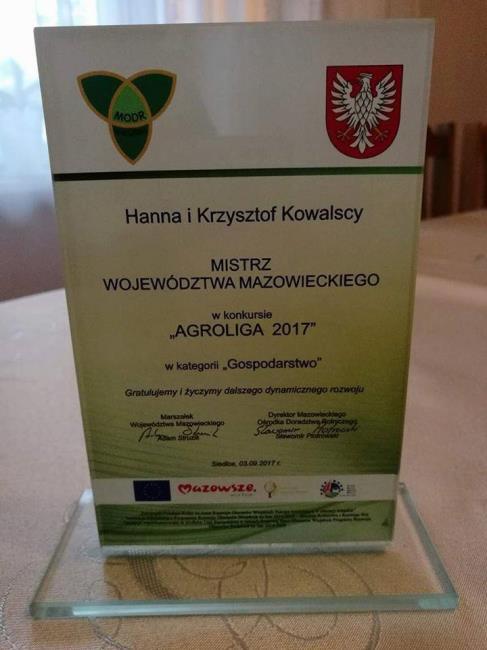 MODR
Hanna i Krzysztof Kowalscy
MISTRZ
WOJEWÓDZTWA MAZOWIECKIEGO
w konkursie
„AGROLIGA 2017”
w kategorii „Gospodarstwo”
Gratulujemy i życzymy dalszego dynamicznego rozwoju
Marszałek
Województwa Mazowieckiego
Adam Struzik
Dyrektor Mazowieckiego
Ośrodka Doradztwa Rolniczego
Sławomir Piotrowski
Siedlce, 03.09.2017 r.
Mazowsze.